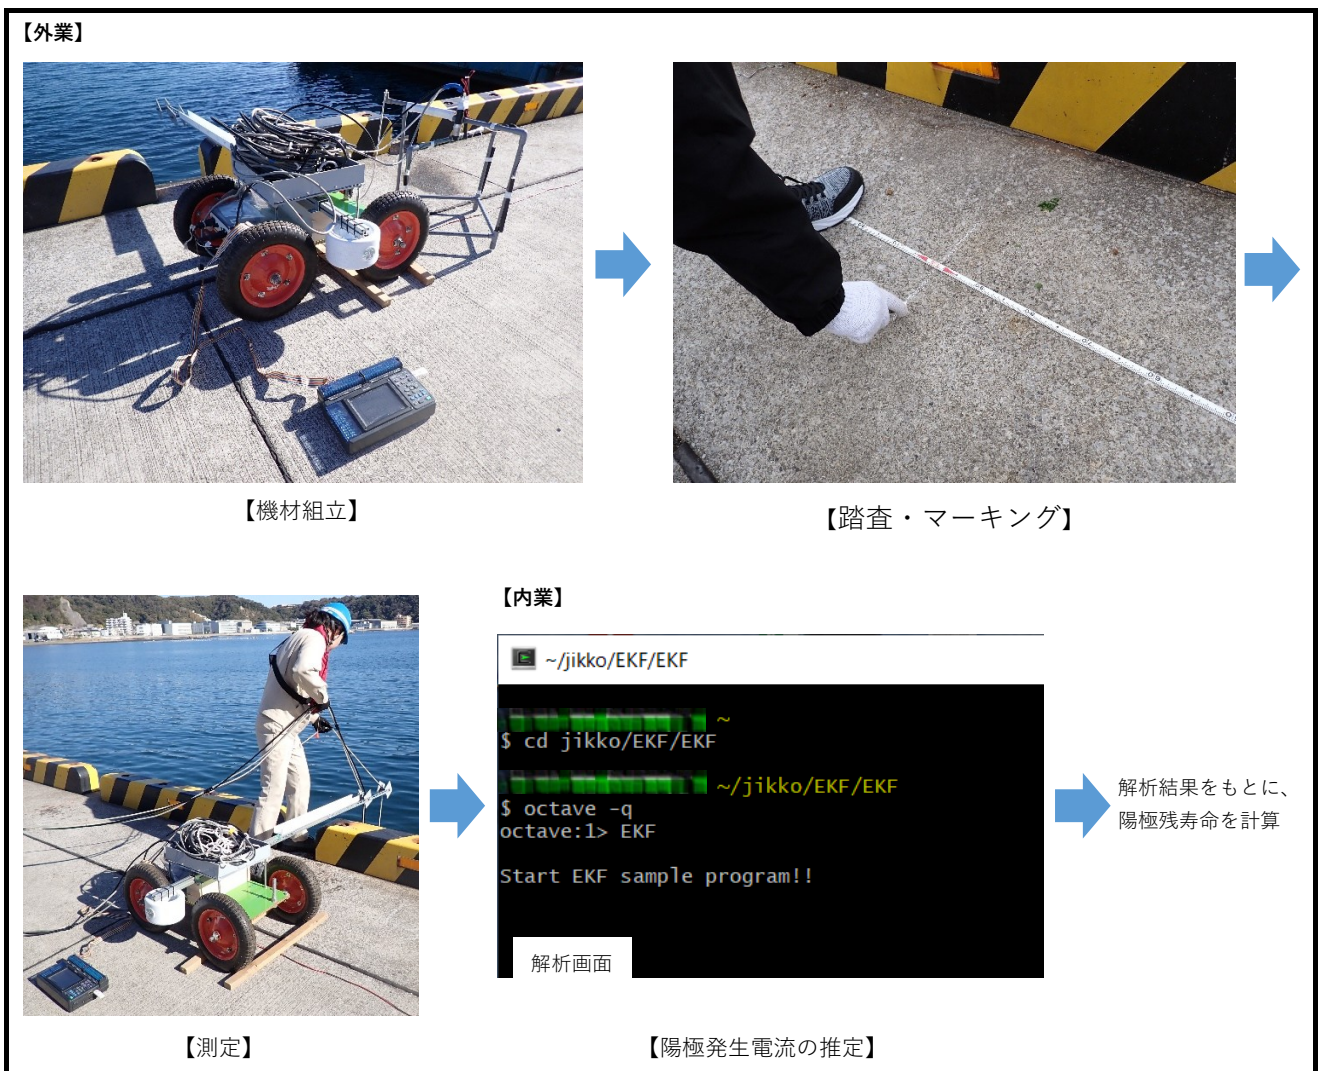 【外業】
【機材組立】
【踏査・マーキング】
【内業】
~/jikko/EKF/EKF
~
$ cd jikko/EKF/EKF
~/jikko/EKF/EKF
$ octave -q
octave:1> EKF
Start EKF sample program!!
解析画面
解析結果をもとに、
陽極残寿命を計算
【測定】
【陽極発生電流の推定】